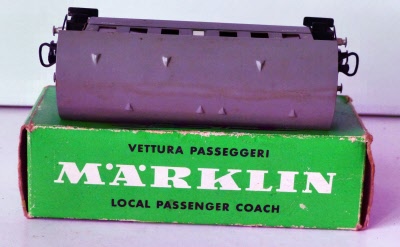 VETTURA PASSEGGERI
MÄRKLIN
LOCAL PASSENGER COACH